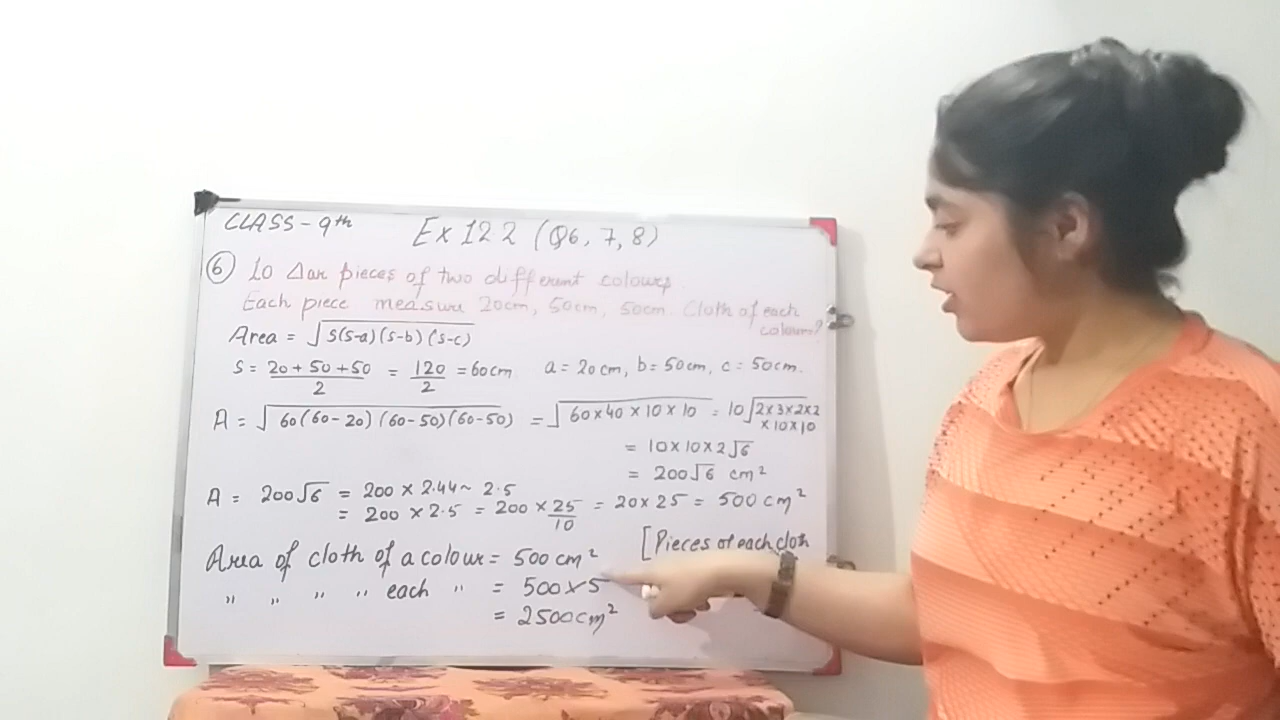 CLASS - 9th
Ex 12 2 (Q6, 7, 8)
⑥ 10 Δar pieces of two different colours
Each piece measure 20cm, 50cm, 50cm. Cloth of each
colour?
Area = √s(s-a)(s-b)(s-c)
S = 20 + 50 + 50 / 2 = 120 / 2 = 60cm a = 20cm, b = 50cm, c = 50cm.
A = √60(60-20)(60-50)(60-50) = √60×40×10×10 = 10√2×3×2×2
×10×10
= 10×10×2√6
= 200√6 cm²
A = 200√6 = 200 × 2.44 ~ 2.5
= 200 × 2.5 = 200 × 25 / 10 = 20×25 = 500 cm²
[Pieces of each cloth
Area of cloth of a colour = 500 cm²
〃 〃 〃 〃 each 〃 = 500×5
= 2500cm²